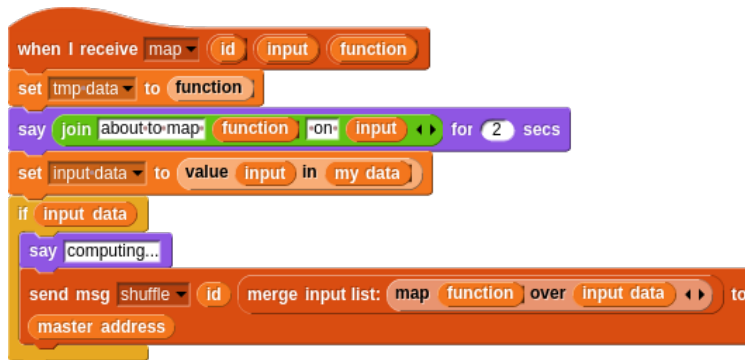 when I receive map id input function
set tmp data to function
say join about to map function on input for 2 secs
set input data to value input in my data
if input data
say computing...
send msg shuffle id merge input list: map function over input data to
master address